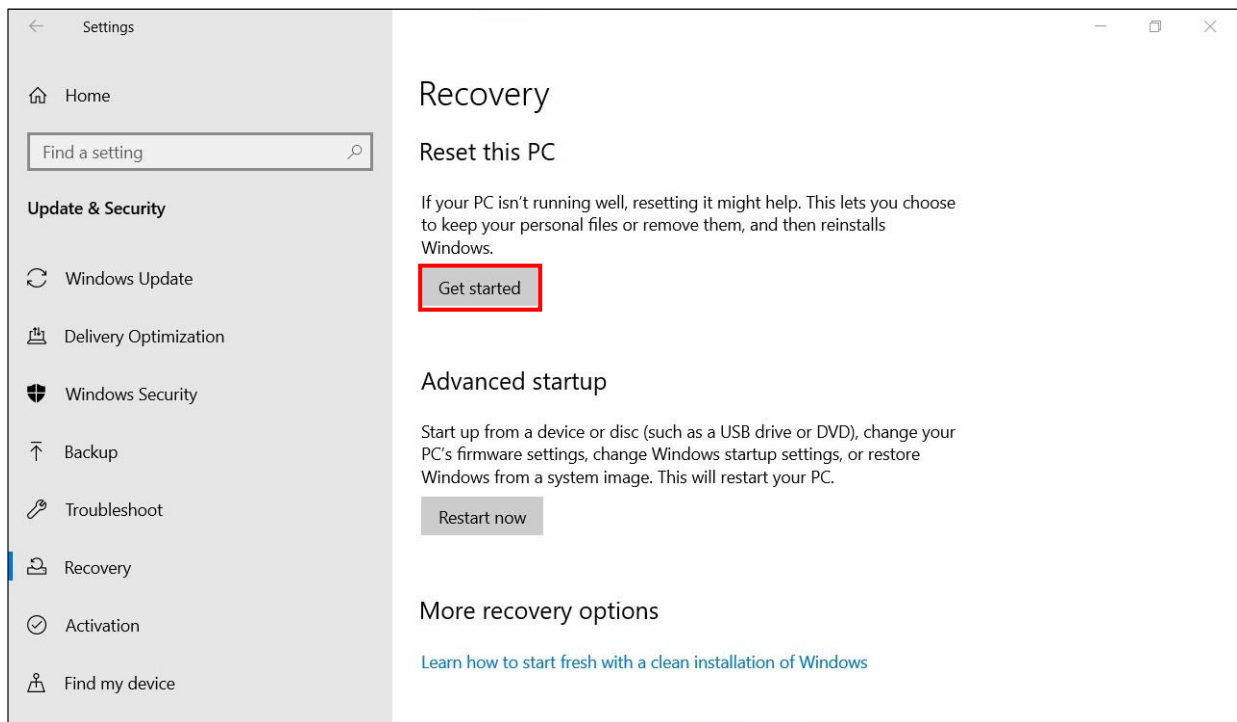 Settings
Home
Find a setting
Update & Security
Windows Update
Delivery Optimization
Windows Security
Backup
Troubleshoot
Recovery
Activation
Find my device
Recovery
Reset this PC
If your PC isn’t running well, resetting it might help. This lets you choose
to keep your personal files or remove them, and then reinstalls
Windows.
Get started
Advanced startup
Start up from a device or disc (such as a USB drive or DVD), change your
PC’s firmware settings, change Windows startup settings, or restore
Windows from a system image. This will restart your PC.
Restart now
More recovery options
Learn how to start fresh with a clean installation of Windows